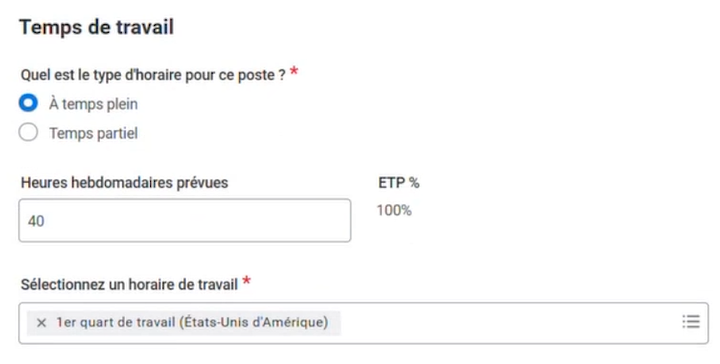 Temps de travail
Quel est le type d'horaire pour ce poste ? *
À temps plein
Temps partiel
Heures hebdomadaires prévues
ETP %
40
100%
Sélectionnez un horaire de travail *
× 1er quart de travail (États-Unis d'Amérique)